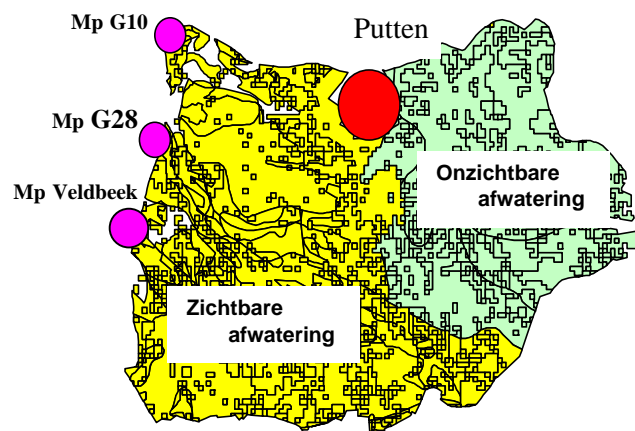 Mp G10
Putten
Mp G28
Onzichtbare
afwatering
Mp Veldbeek
Zichtbare
afwatering